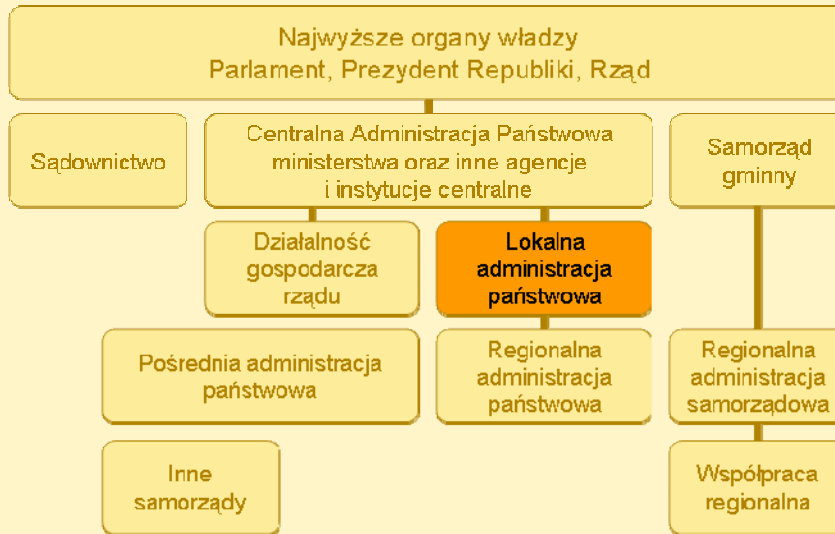 Najwyższe organy władzy
Parlament, Prezydent Republiki, Rząd
Sądownictwo
Centralna Administracja Państwowa
ministerstwa oraz inne agencje
i instytucje centralne
Samorząd
gminny
Działalność
gospodarcza
rządu
Lokalna
administracja
państwowa
Pośrednia administracja
państwowa
Regionalna
administracja
państwowa
Regionalna
administracja
samorządowa
Inne
samorządy
Współpraca
regionalna